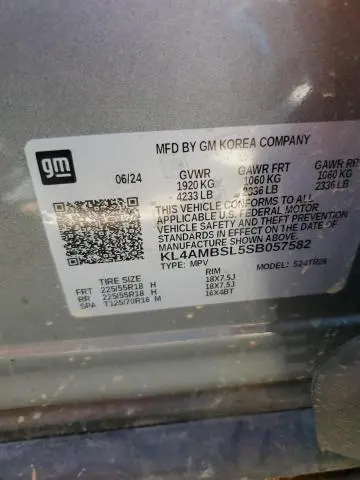 gm
MFD BY GM KOREA COMPANY
06/24 GVWR GAWR FRT GAWR RR
1920 KG 1060 KG 1060 KG
4233 LB 2336 LB 2336 LB
THIS VEHICLE CONFORMS TO ALL
APPLICABLE U.S. FEDERAL MOTOR
VEHICLE SAFETY AND THEFT PREVENTION
STANDARDS IN EFFECT ON THE DATE OF
MANUFACTURE SHOWN ABOVE.
KL4AMBSL5SB057582
TYPE: MPV MODEL: 524TR26
TIRE SIZE RIM
FRT 225/55R18 H 18X7.5J
RR 225/55R18 H 18X7.5J
SPA T125/70R16 M 16X4BT